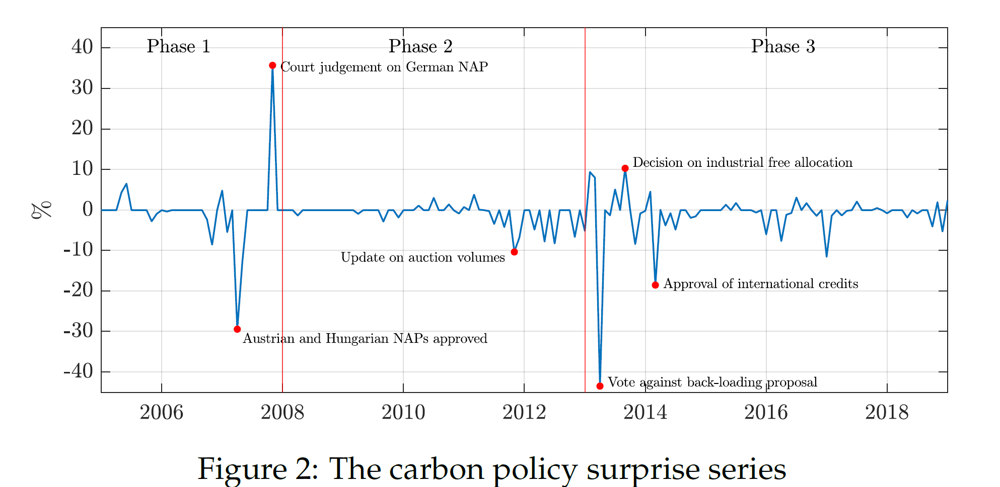 Phase 1
Phase 2
Phase 3
40
30
20
10
0
-10
-20
-30
-40
%
Court judgement on German NAP
Decision on industrial free allocation
Update on auction volumes
Approval of international credits
Austrian and Hungarian NAPs approved
Vote against back-loading proposal
2006
2008
2010
2012
2014
2016
2018
Figure 2: The carbon policy surprise series